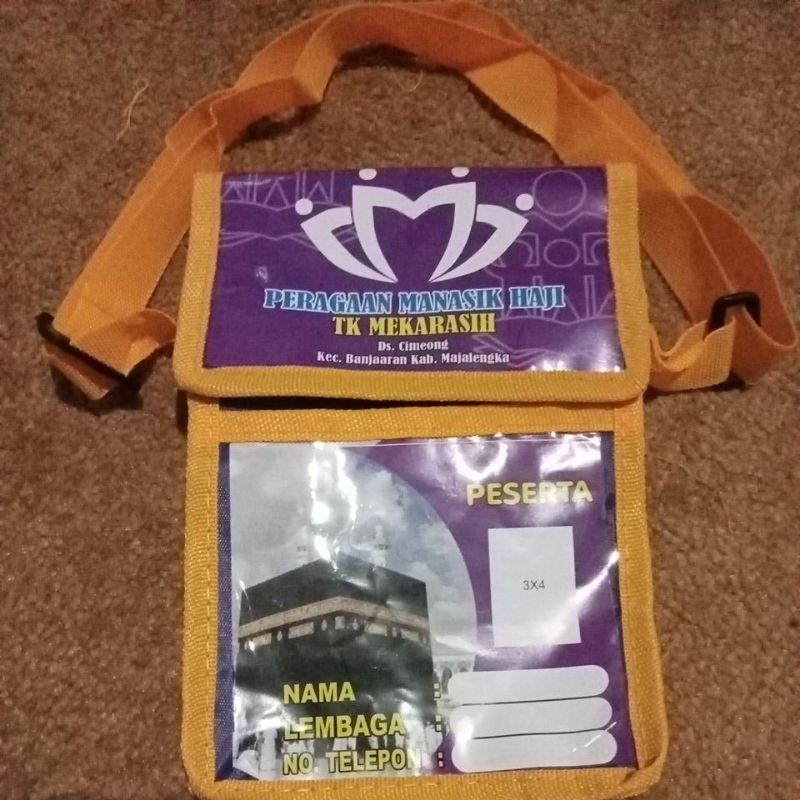 PERAGAAN MANASIK HAJI
TK MEKARASIH
Ds. Cimeong
Kec. Banjaaran Kab. Majalengka
PESERTA
3X4
NAMA :
LEMBAGA :
NO. TELEPON :